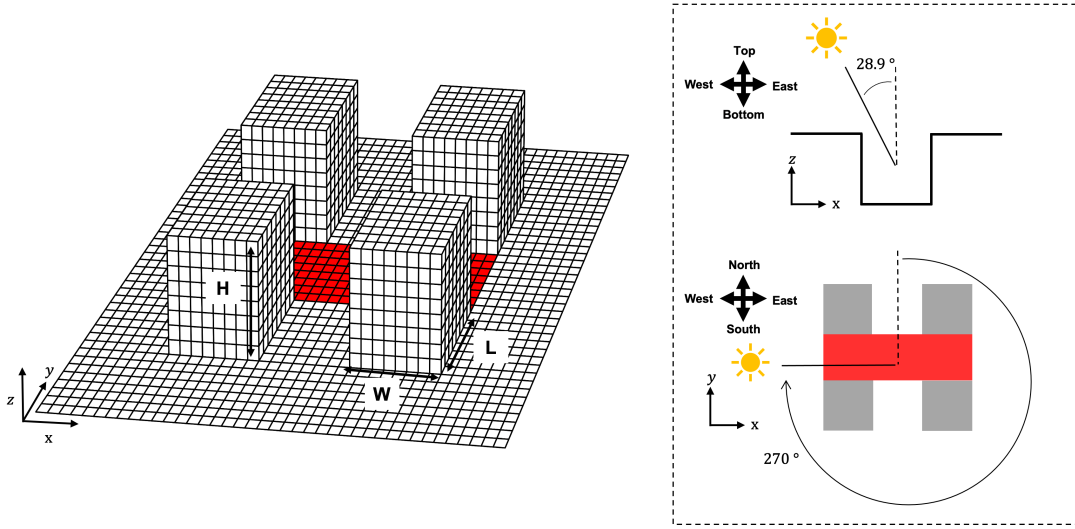 H
W
L
z
y
x
28.9 °
Top
West
East
Bottom
z
x
North
West
East
South
y
x
270 °